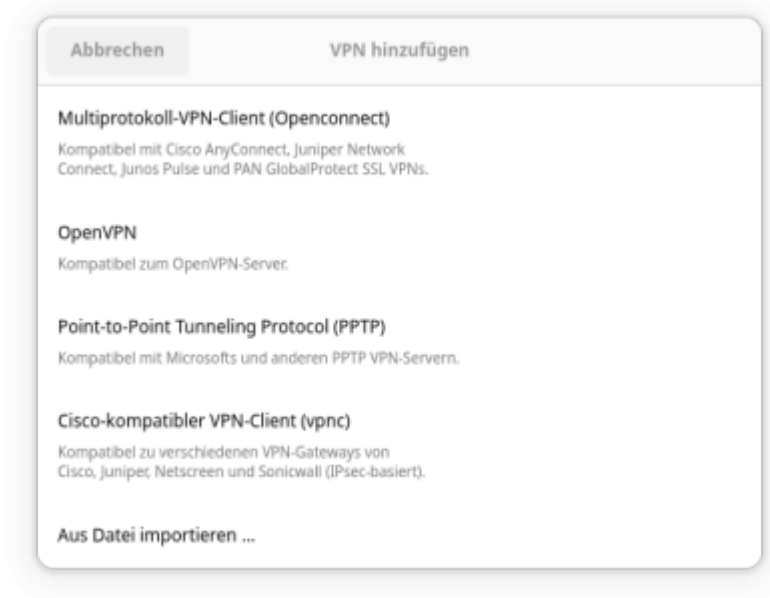 Abbrechen
VPN hinzufügen
Multiprotokoll-VPN-Client (Openconnect)
Kompatibel mit Cisco AnyConnect, Juniper Network
Connect, Junos Pulse und PAN GlobalProtect SSL VPNs.
OpenVPN
Kompatibel zum OpenVPN-Server.
Point-to-Point Tunneling Protocol (PPTP)
Kompatibel mit Microsofts und anderen PPTP VPN-Servern.
Cisco-kompatibler VPN-Client (vpnc)
Kompatibel zu verschiedenen VPN-Gateways von
Cisco, Juniper, Netscreen und Sonicwall (IPsec-basiert).
Aus Datei importieren ...